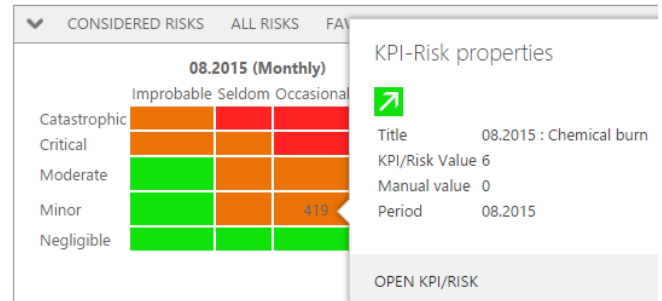 CONSIDERED RISKS ALL RISKS FAV
08.2015 (Monthly)
Improbable Seldom Occasional
Catastrophic
Critical
Moderate
Minor 419
Negligible
KPI-Risk properties
Title 08.2015 : Chemical burn
KPI/Risk Value 6
Manual value 0
Period 08.2015
OPEN KPI/RISK